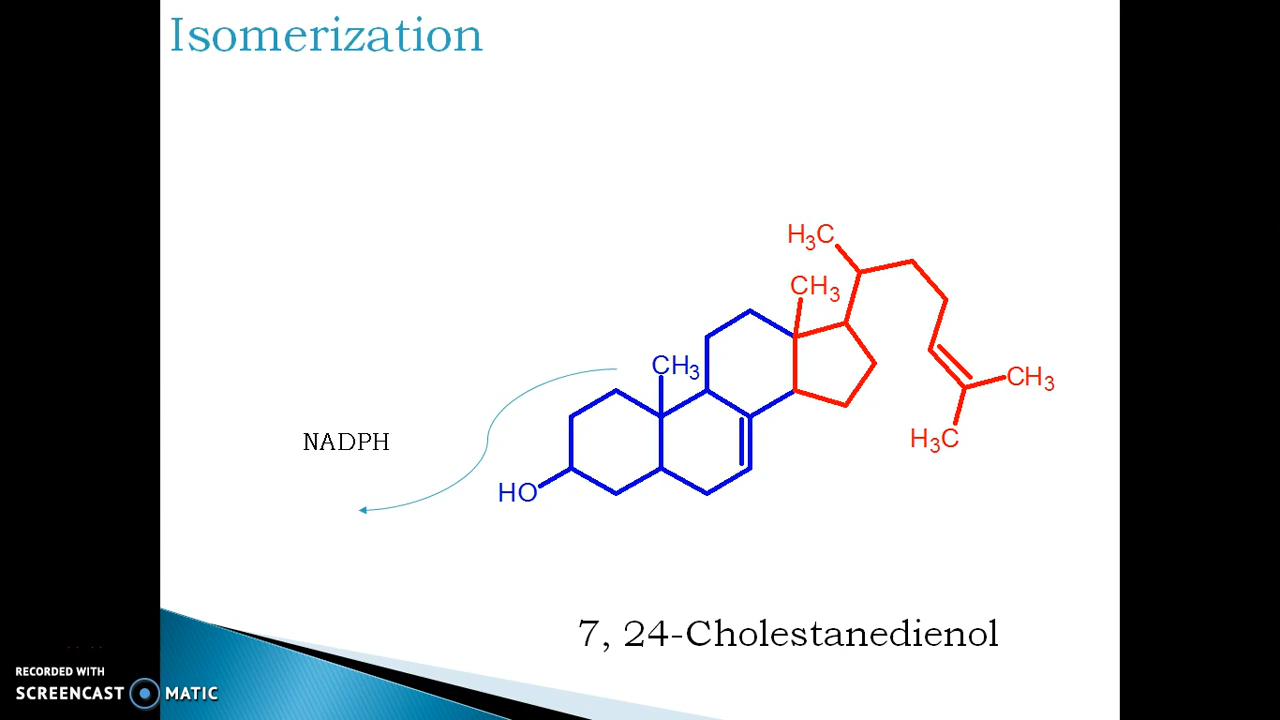 Isomerization
H3C
CH3
CH3
CH3
NADPH
H3C
HO
7, 24-Cholestanedienol
RECORDED WITH
SCREENCAST MATIC